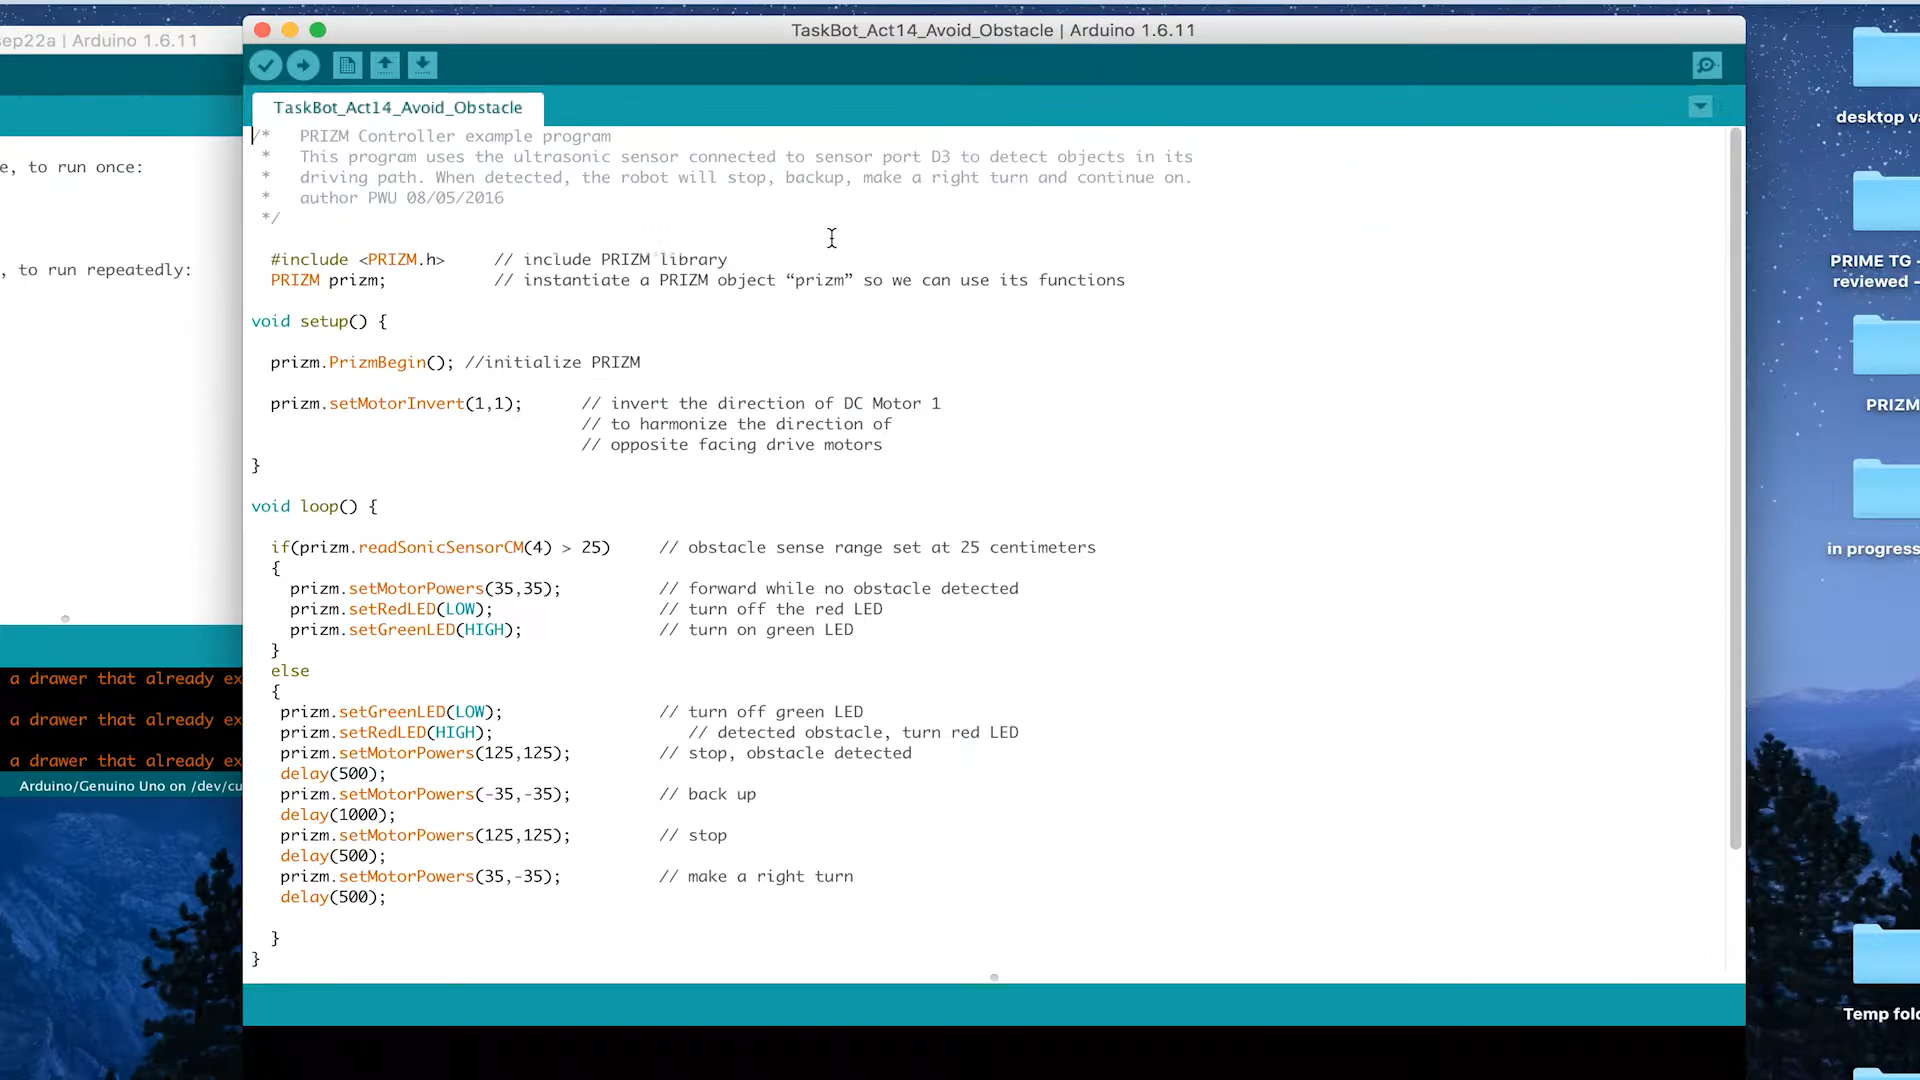 sep22a | Arduino 1.6.11
e, to run once:
, to run repeatedly:
a drawer that already ex
a drawer that already ex
a drawer that already ex
Arduino/Genuino Uno on /dev/cu
TaskBot_Act14_Avoid_Obstacle | Arduino 1.6.11
TaskBot_Act14_Avoid_Obstacle
/*   PRIZM Controller example program
 *   This program uses the ultrasonic sensor connected to sensor port D3 to detect objects in its
 *   driving path. When detected, the robot will stop, backup, make a right turn and continue on.
 *   author PWU 08/05/2016
 */
  #include <PRIZM.h>     // include PRIZM library
  PRIZM prizm;           // instantiate a PRIZM object “prizm” so we can use its functions
void setup() {
  prizm.PrizmBegin(); //initialize PRIZM
  prizm.setMotorInvert(1,1);      // invert the direction of DC Motor 1
                                  // to harmonize the direction of
                                  // opposite facing drive motors
}
void loop() {
  if(prizm.readSonicSensorCM(4) > 25)     // obstacle sense range set at 25 centimeters
  {
    prizm.setMotorPowers(35,35);          // forward while no obstacle detected
    prizm.setRedLED(LOW);                 // turn off the red LED
    prizm.setGreenLED(HIGH);              // turn on green LED
  }
  else
  {
   prizm.setGreenLED(LOW);                // turn off green LED
   prizm.setRedLED(HIGH);                    // detected obstacle, turn red LED
   prizm.setMotorPowers(125,125);         // stop, obstacle detected
   delay(500);
   prizm.setMotorPowers(-35,-35);         // back up
   delay(1000);
   prizm.setMotorPowers(125,125);         // stop
   delay(500);
   prizm.setMotorPowers(35,-35);          // make a right turn
   delay(500);
  }
}
desktop va
PRIME TG -
reviewed -
PRIZM
in progress
Temp fold